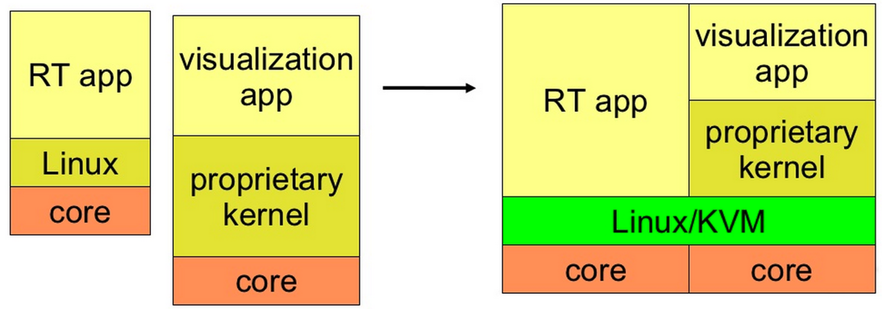 RT app
Linux
core
visualization
app
proprietary
kernel
core
RT app
visualization
app
proprietary
kernel
Linux/KVM
core
core